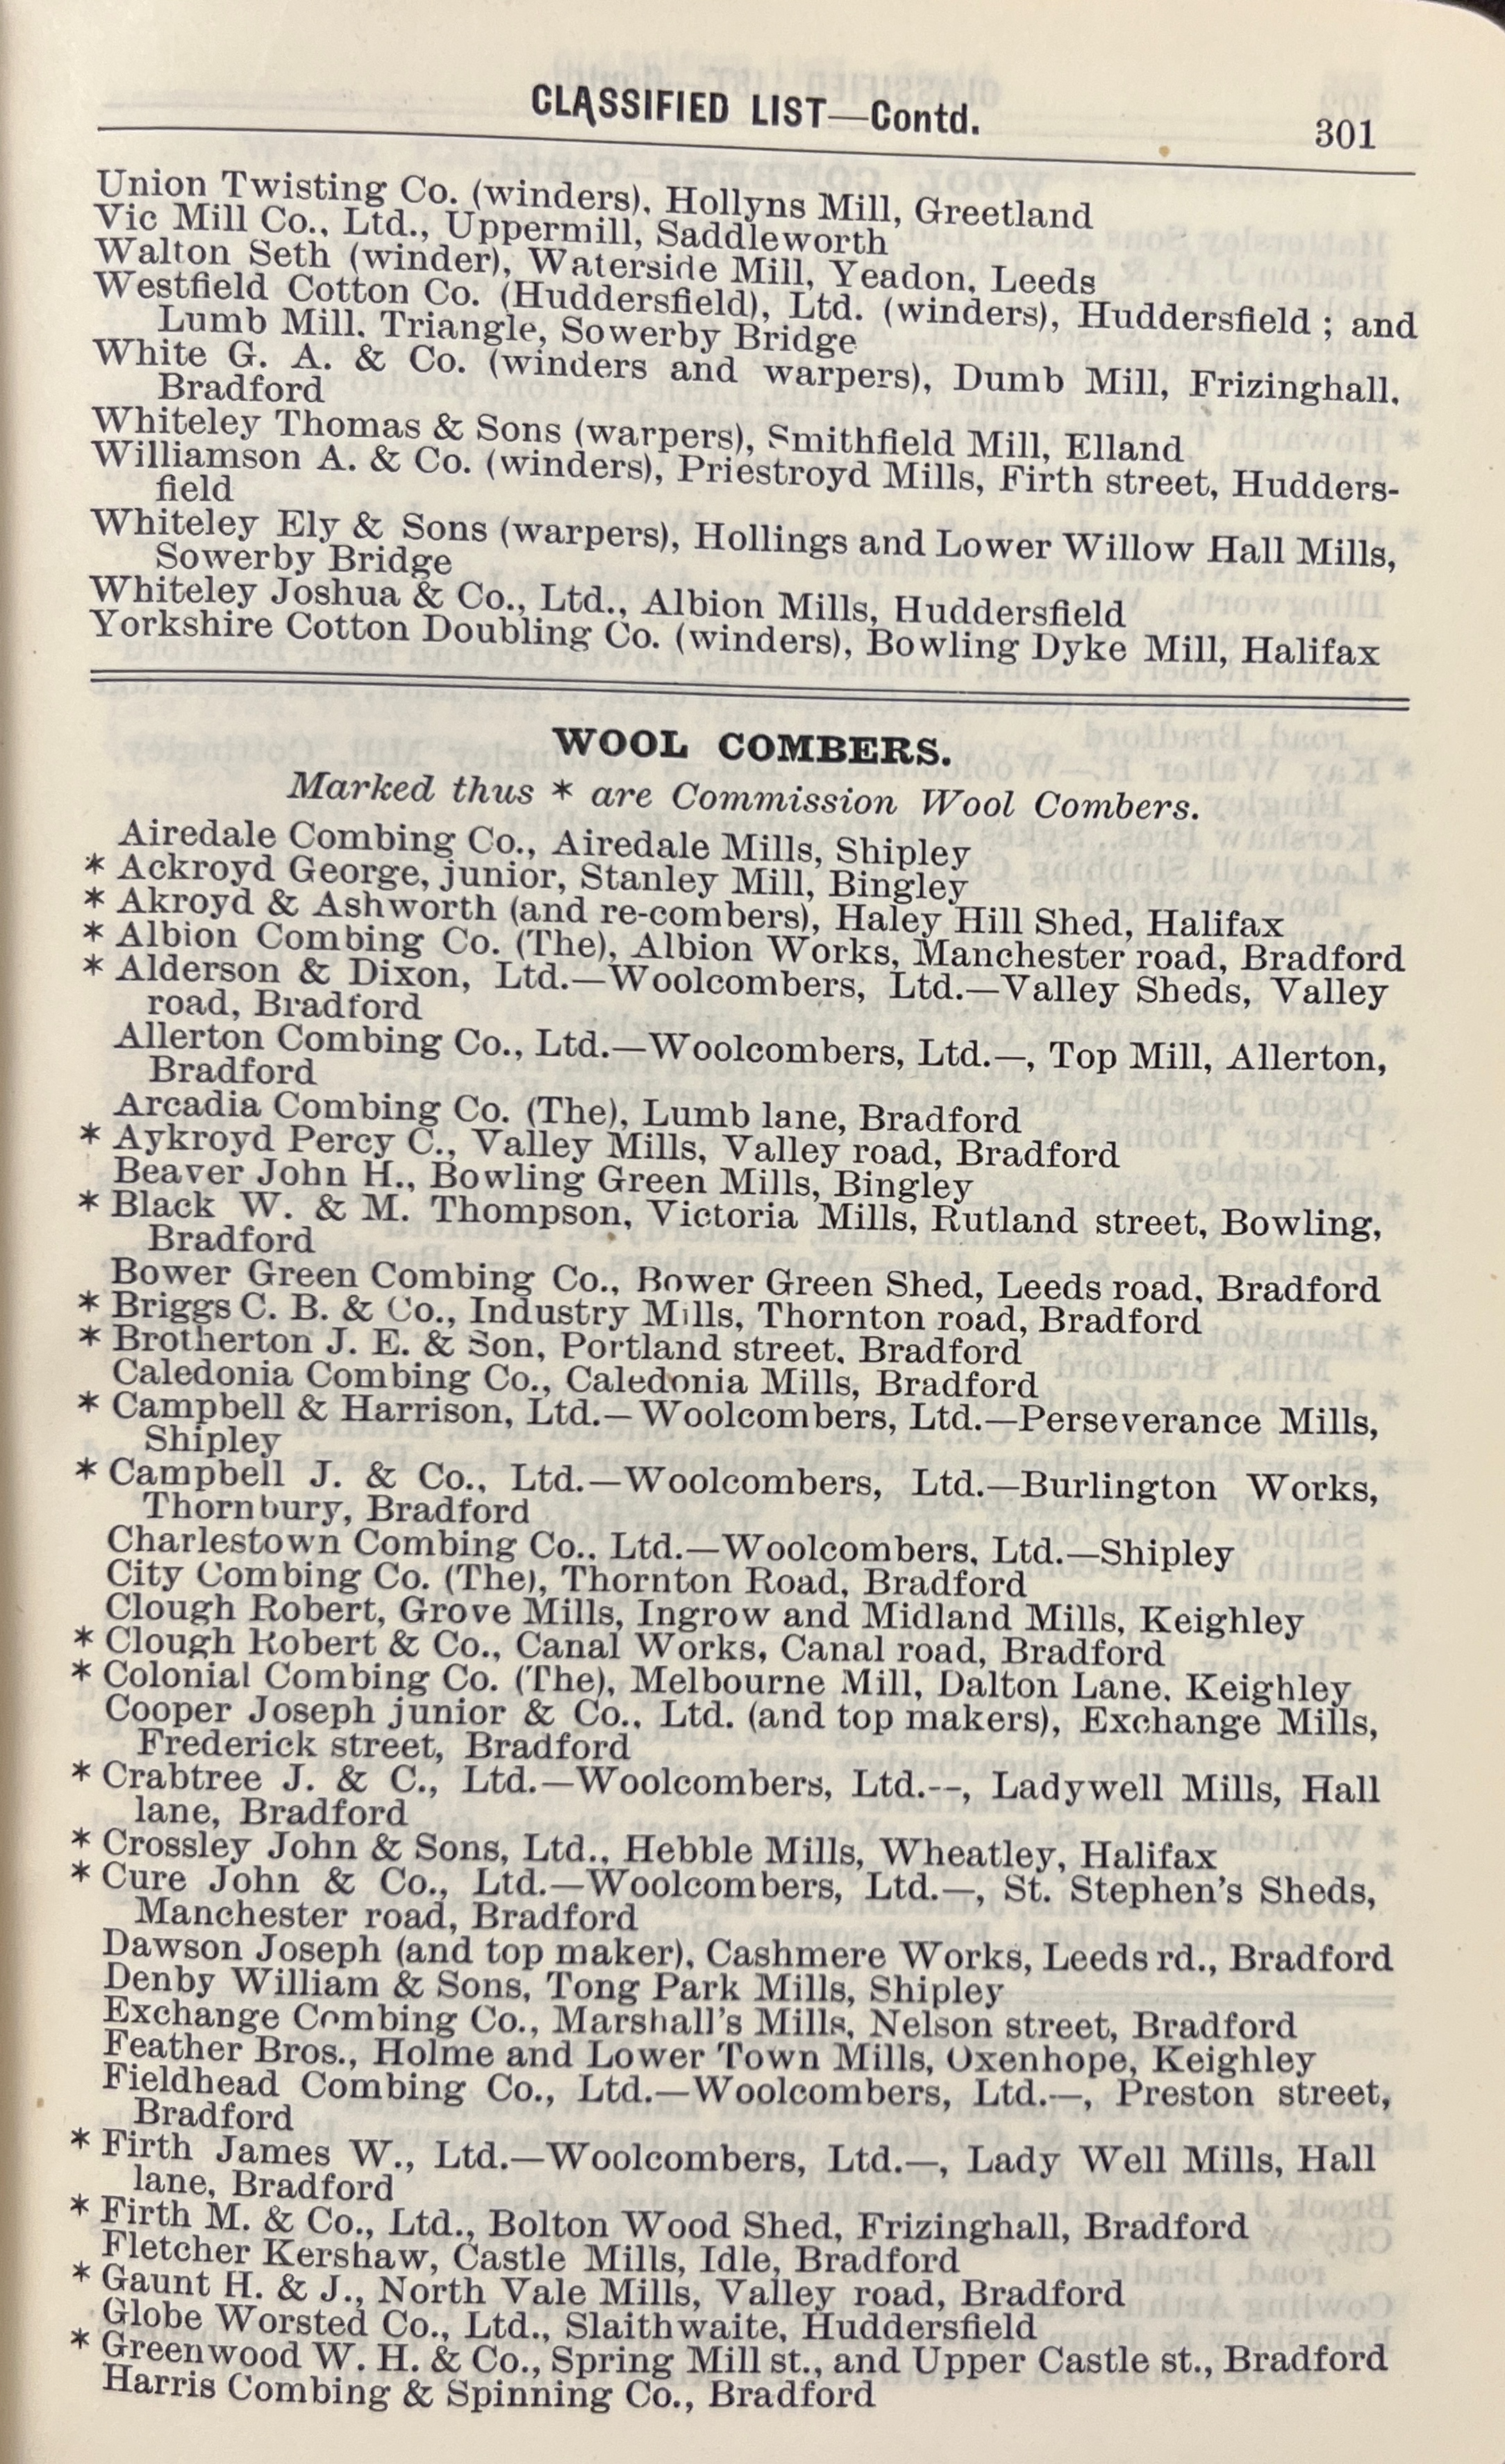 CLASSIFIED LIST—Contd.
301
Union Twisting Co. (winders), Hollyns Mill, Greetland
Vic Mill Co., Ltd., Uppermill, Saddleworth
Walton Seth (winder), Waterside Mill, Yeadon, Leeds
Westfield Cotton Co. (Huddersfield), Ltd. (winders), Huddersfield ; and
Lumb Mill, Triangle, Sowerby Bridge
White G. A. & Co. (winders and warpers), Dumb Mill, Frizinghall,
Bradford
Whiteley Thomas & Sons (warpers), Smithfield Mill, Elland
Williamson A. & Co. (winders), Priestroyd Mills, Firth street, Hudders-
field
Whiteley Ely & Sons (warpers), Hollings and Lower Willow Hall Mills,
Sowerby Bridge
Whiteley Joshua & Co., Ltd., Albion Mills, Huddersfield
Yorkshire Cotton Doubling Co. (winders), Bowling Dyke Mill, Halifax
WOOL COMBERS.
Marked thus * are Commission Wool Combers.
Airedale Combing Co., Airedale Mills, Shipley
* Ackroyd George, junior, Stanley Mill, Bingley
* Akroyd & Ashworth (and re-combers), Haley Hill Shed, Halifax
* Albion Combing Co. (The), Albion Works, Manchester road, Bradford
* Alderson & Dixon, Ltd.—Woolcombers, Ltd.—Valley Sheds, Valley
road, Bradford
Allerton Combing Co., Ltd.—Woolcombers, Ltd.—, Top Mill, Allerton,
Bradford
Arcadia Combing Co. (The), Lumb lane, Bradford
* Aykroyd Percy C., Valley Mills, Valley road, Bradford
Beaver John H., Bowling Green Mills, Bingley
* Black W. & M. Thompson, Victoria Mills, Rutland street, Bowling,
Bradford
Bower Green Combing Co., Bower Green Shed, Leeds road, Bradford
* Briggs C. B. & Co., Industry Mills, Thornton road, Bradford
* Brotherton J. E. & Son, Portland street, Bradford
Caledonia Combing Co., Caledonia Mills, Bradford
* Campbell & Harrison, Ltd.—Woolcombers, Ltd.—Perseverance Mills,
Shipley
* Campbell J. & Co., Ltd.—Woolcombers, Ltd.—Burlington Works,
Thornbury, Bradford
Charlestown Combing Co., Ltd.—Woolcombers, Ltd.—Shipley
City Combing Co. (The), Thornton Road, Bradford
Clough Robert, Grove Mills, Ingrow and Midland Mills, Keighley
* Clough Robert & Co., Canal Works, Canal road, Bradford
* Colonial Combing Co. (The), Melbourne Mill, Dalton Lane, Keighley
Cooper Joseph junior & Co., Ltd. (and top makers), Exchange Mills,
Frederick street, Bradford
* Crabtree J. & C., Ltd.—Woolcombers, Ltd.--, Ladywell Mills, Hall
lane, Bradford
* Crossley John & Sons, Ltd., Hebble Mills, Wheatley, Halifax
* Cure John & Co., Ltd.—Woolcombers, Ltd.—, St. Stephen's Sheds,
Manchester road, Bradford
Dawson Joseph (and top maker), Cashmere Works, Leeds rd., Bradford
Denby William & Sons, Tong Park Mills, Shipley
Exchange Combing Co., Marshall's Mills, Nelson street, Bradford
Feather Bros., Holme and Lower Town Mills, Oxenhope, Keighley
Fieldhead Combing Co., Ltd.—Woolcombers, Ltd.—, Preston street,
Bradford
* Firth James W., Ltd.—Woolcombers, Ltd.—, Lady Well Mills, Hall
lane, Bradford
* Firth M. & Co., Ltd., Bolton Wood Shed, Frizinghall, Bradford
Fletcher Kershaw, Castle Mills, Idle, Bradford
* Gaunt H. & J., North Vale Mills, Valley road, Bradford
Globe Worsted Co., Ltd., Slaithwaite, Huddersfield
* Greenwood W. H. & Co., Spring Mill st., and Upper Castle st., Bradford
Harris Combing & Spinning Co., Bradford